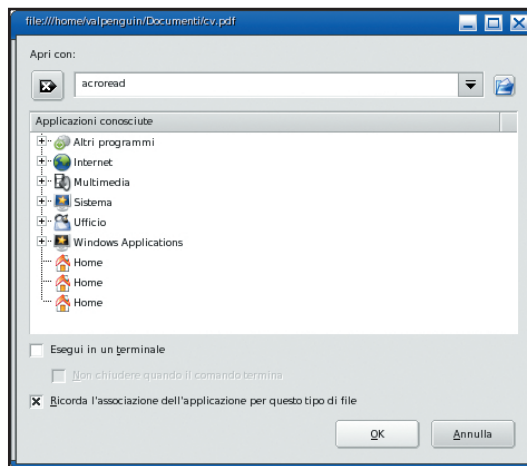 file:///home/valpenguin/Documenti/cv.pdf
Apri con:
acroread
Applicazioni conosciute
Altri programmi
Internet
Multimedia
Sistema
Ufficio
Windows Applications
Home
Home
Home
Esegui in un terminale
Non chiudere quando il comando termina
Ricorda l'associazione dell'applicazione per questo tipo di file
OK
Annulla